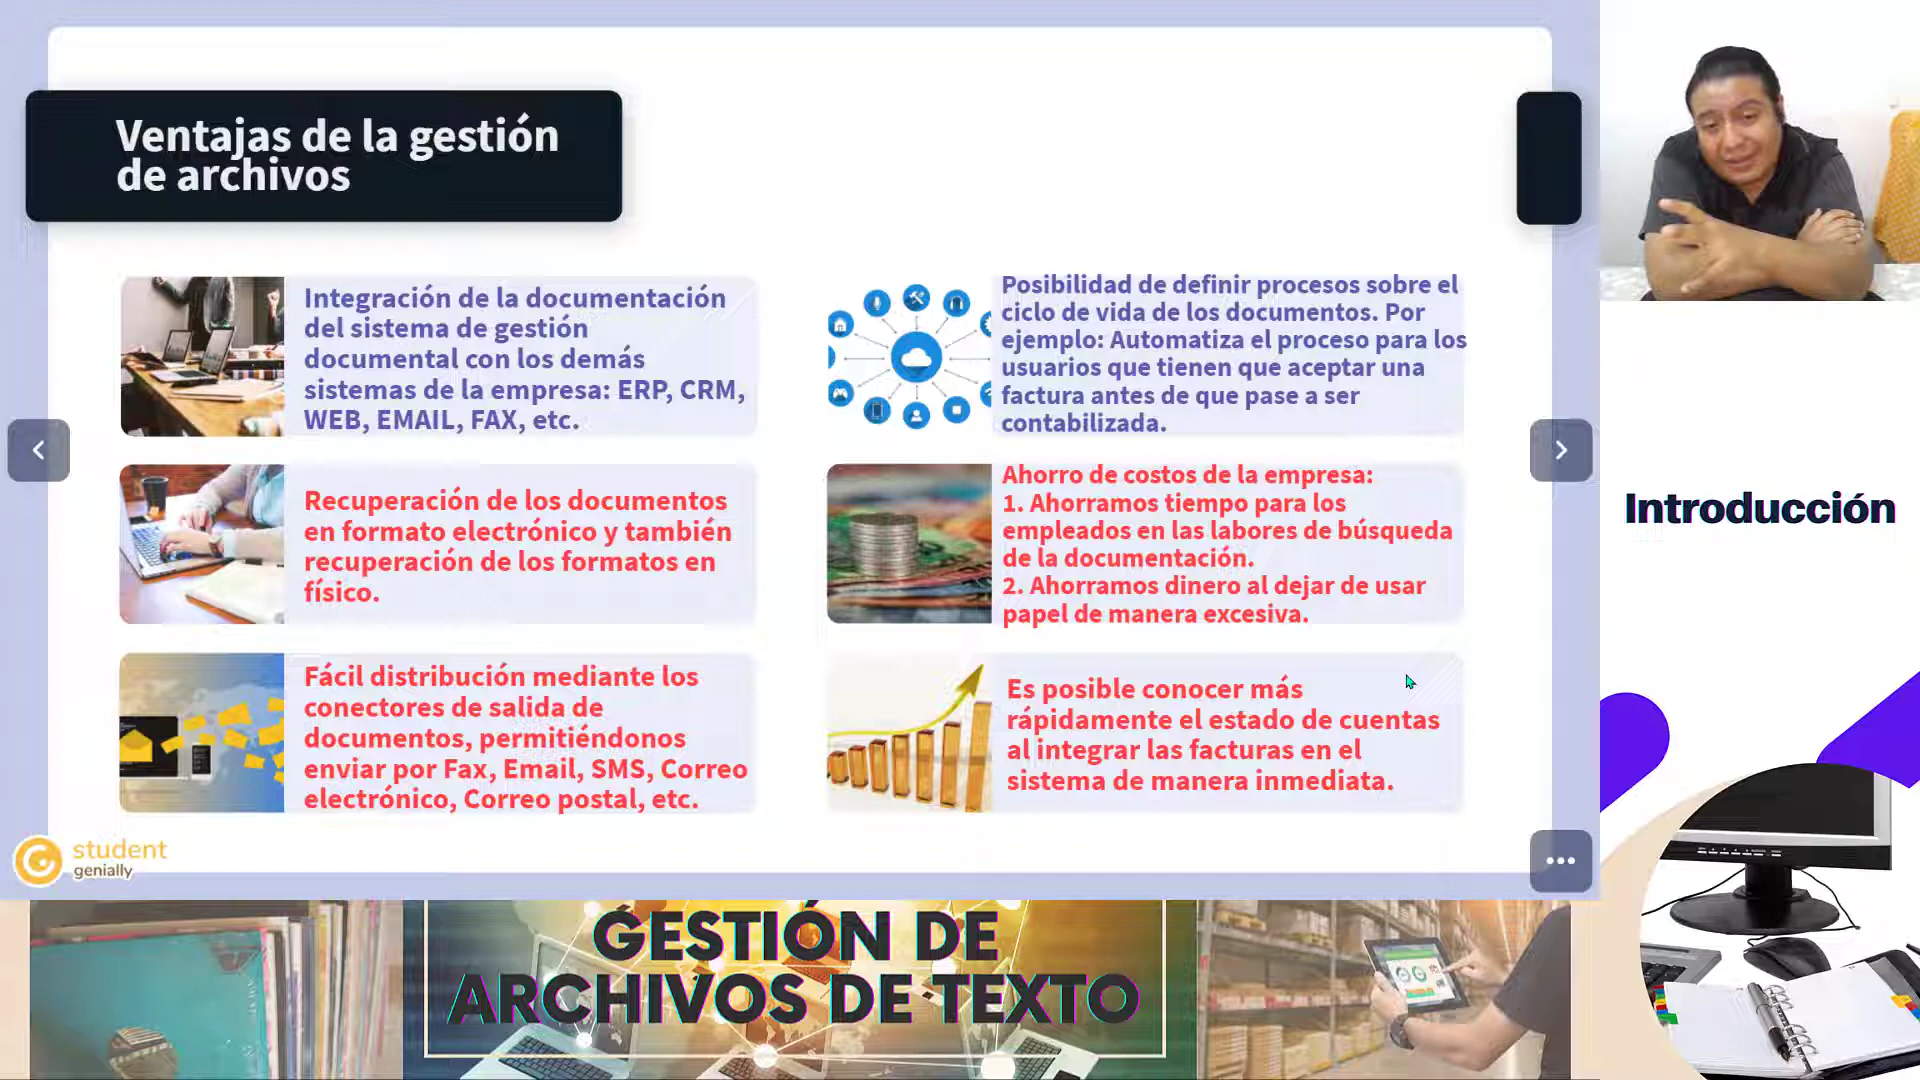 Ventajas de la gestión
de archivos
Integración de la documentación
del sistema de gestión
documental con los demás
sistemas de la empresa: ERP, CRM,
WEB, EMAIL, FAX, etc.
Posibilidad de definir procesos sobre el
ciclo de vida de los documentos. Por
ejemplo: Automatiza el proceso para los
usuarios que tienen que aceptar una
factura antes de que pase a ser
contabilizada.
Recuperación de los documentos
en formato electrónico y también
recuperación de los formatos en
físico.
Ahorro de costos de la empresa:
1. Ahorramos tiempo para los
empleados en las labores de búsqueda
de la documentación.
2. Ahorramos dinero al dejar de usar
papel de manera excesiva.
Fácil distribución mediante los
conectores de salida de
documentos, permitiéndonos
enviar por Fax, Email, SMS, Correo
electrónico, Correo postal, etc.
Es posible conocer más
rápidamente el estado de cuentas
al integrar las facturas en el
sistema de manera inmediata.
student
genially
Introducción
GESTIÓN DE
ARCHIVOS DE TEXTO